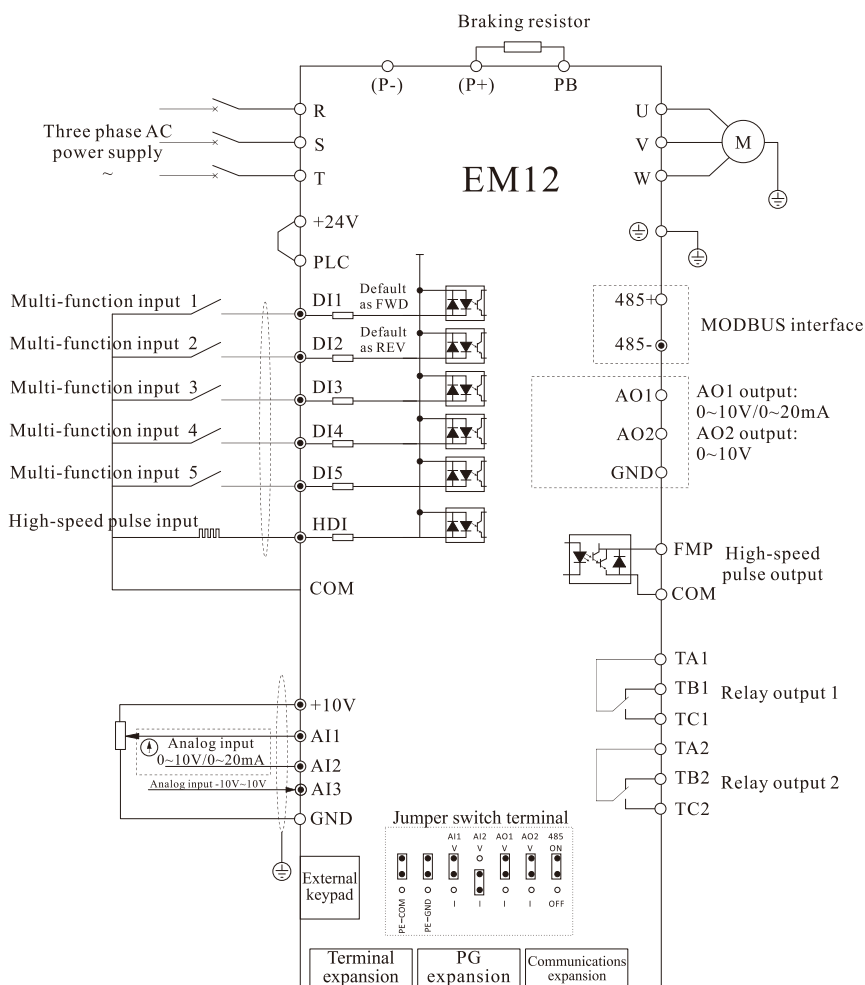 Braking resistor
(P-)
(P+)
PB
Three phase AC
power supply
~
R
S
T
EM12
U
V
W
M
+24V
PLC
Multi-function input 1
DI1
Default
as FWD
Multi-function input 2
DI2
Default
as REV
Multi-function input 3
DI3
Multi-function input 4
DI4
Multi-function input 5
DI5
High-speed pulse input
HDI
COM
485+
485-
MODBUS interface
AO1
AO1 output:
0~10V/0~20mA
AO2
AO2 output:
0~10V
GND
FMP
High-speed
pulse output
COM
TA1
TB1
Relay output 1
TC1
TA2
TB2
Relay output 2
TC2
+10V
AI1
Analog input
0~10V/0~20mA
AI2
Analog input -10V~10V
AI3
GND
Jumper switch terminal
AI1 AI2 AO1 AO2 485
V V V V ON
I I I I OFF
PE-COM
PE-GND
External
keypad
Terminal
expansion
PG
expansion
Communications
expansion